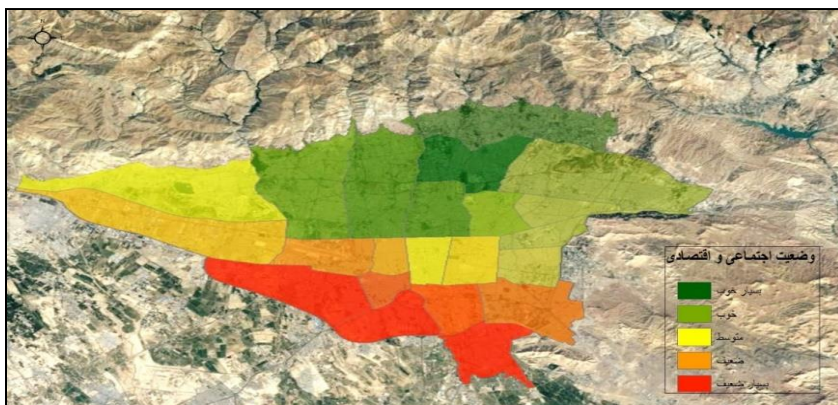 وضعیت اجتماعی و اقتصادی
بسیار خوب
خوب
متوسط
ضعیف
بسیار ضعیف